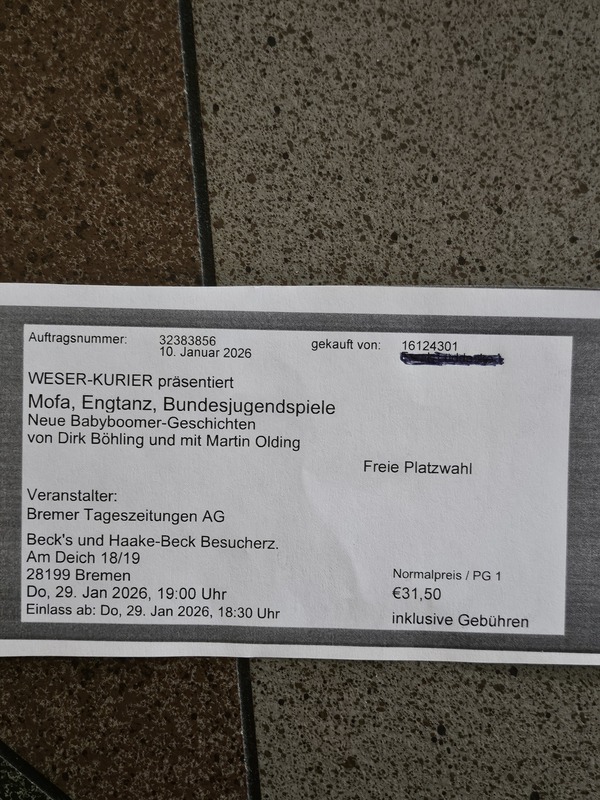 Auftragsnummer: 32383856 gekauft von: 16124301
10. Januar 2026
WESER-KURIER präsentiert
Mofa, Engtanz, Bundesjugendspiele
Neue Babyboomer-Geschichten
von Dirk Böhling und mit Martin Olding
Freie Platzwahl
Veranstalter:
Bremer Tageszeitungen AG
Beck's und Haake-Beck Besucherz.
Am Deich 18/19
28199 Bremen Normalpreis / PG 1
Do, 29. Jan 2026, 19:00 Uhr €31,50
Einlass ab: Do, 29. Jan 2026, 18:30 Uhr inklusive Gebühren